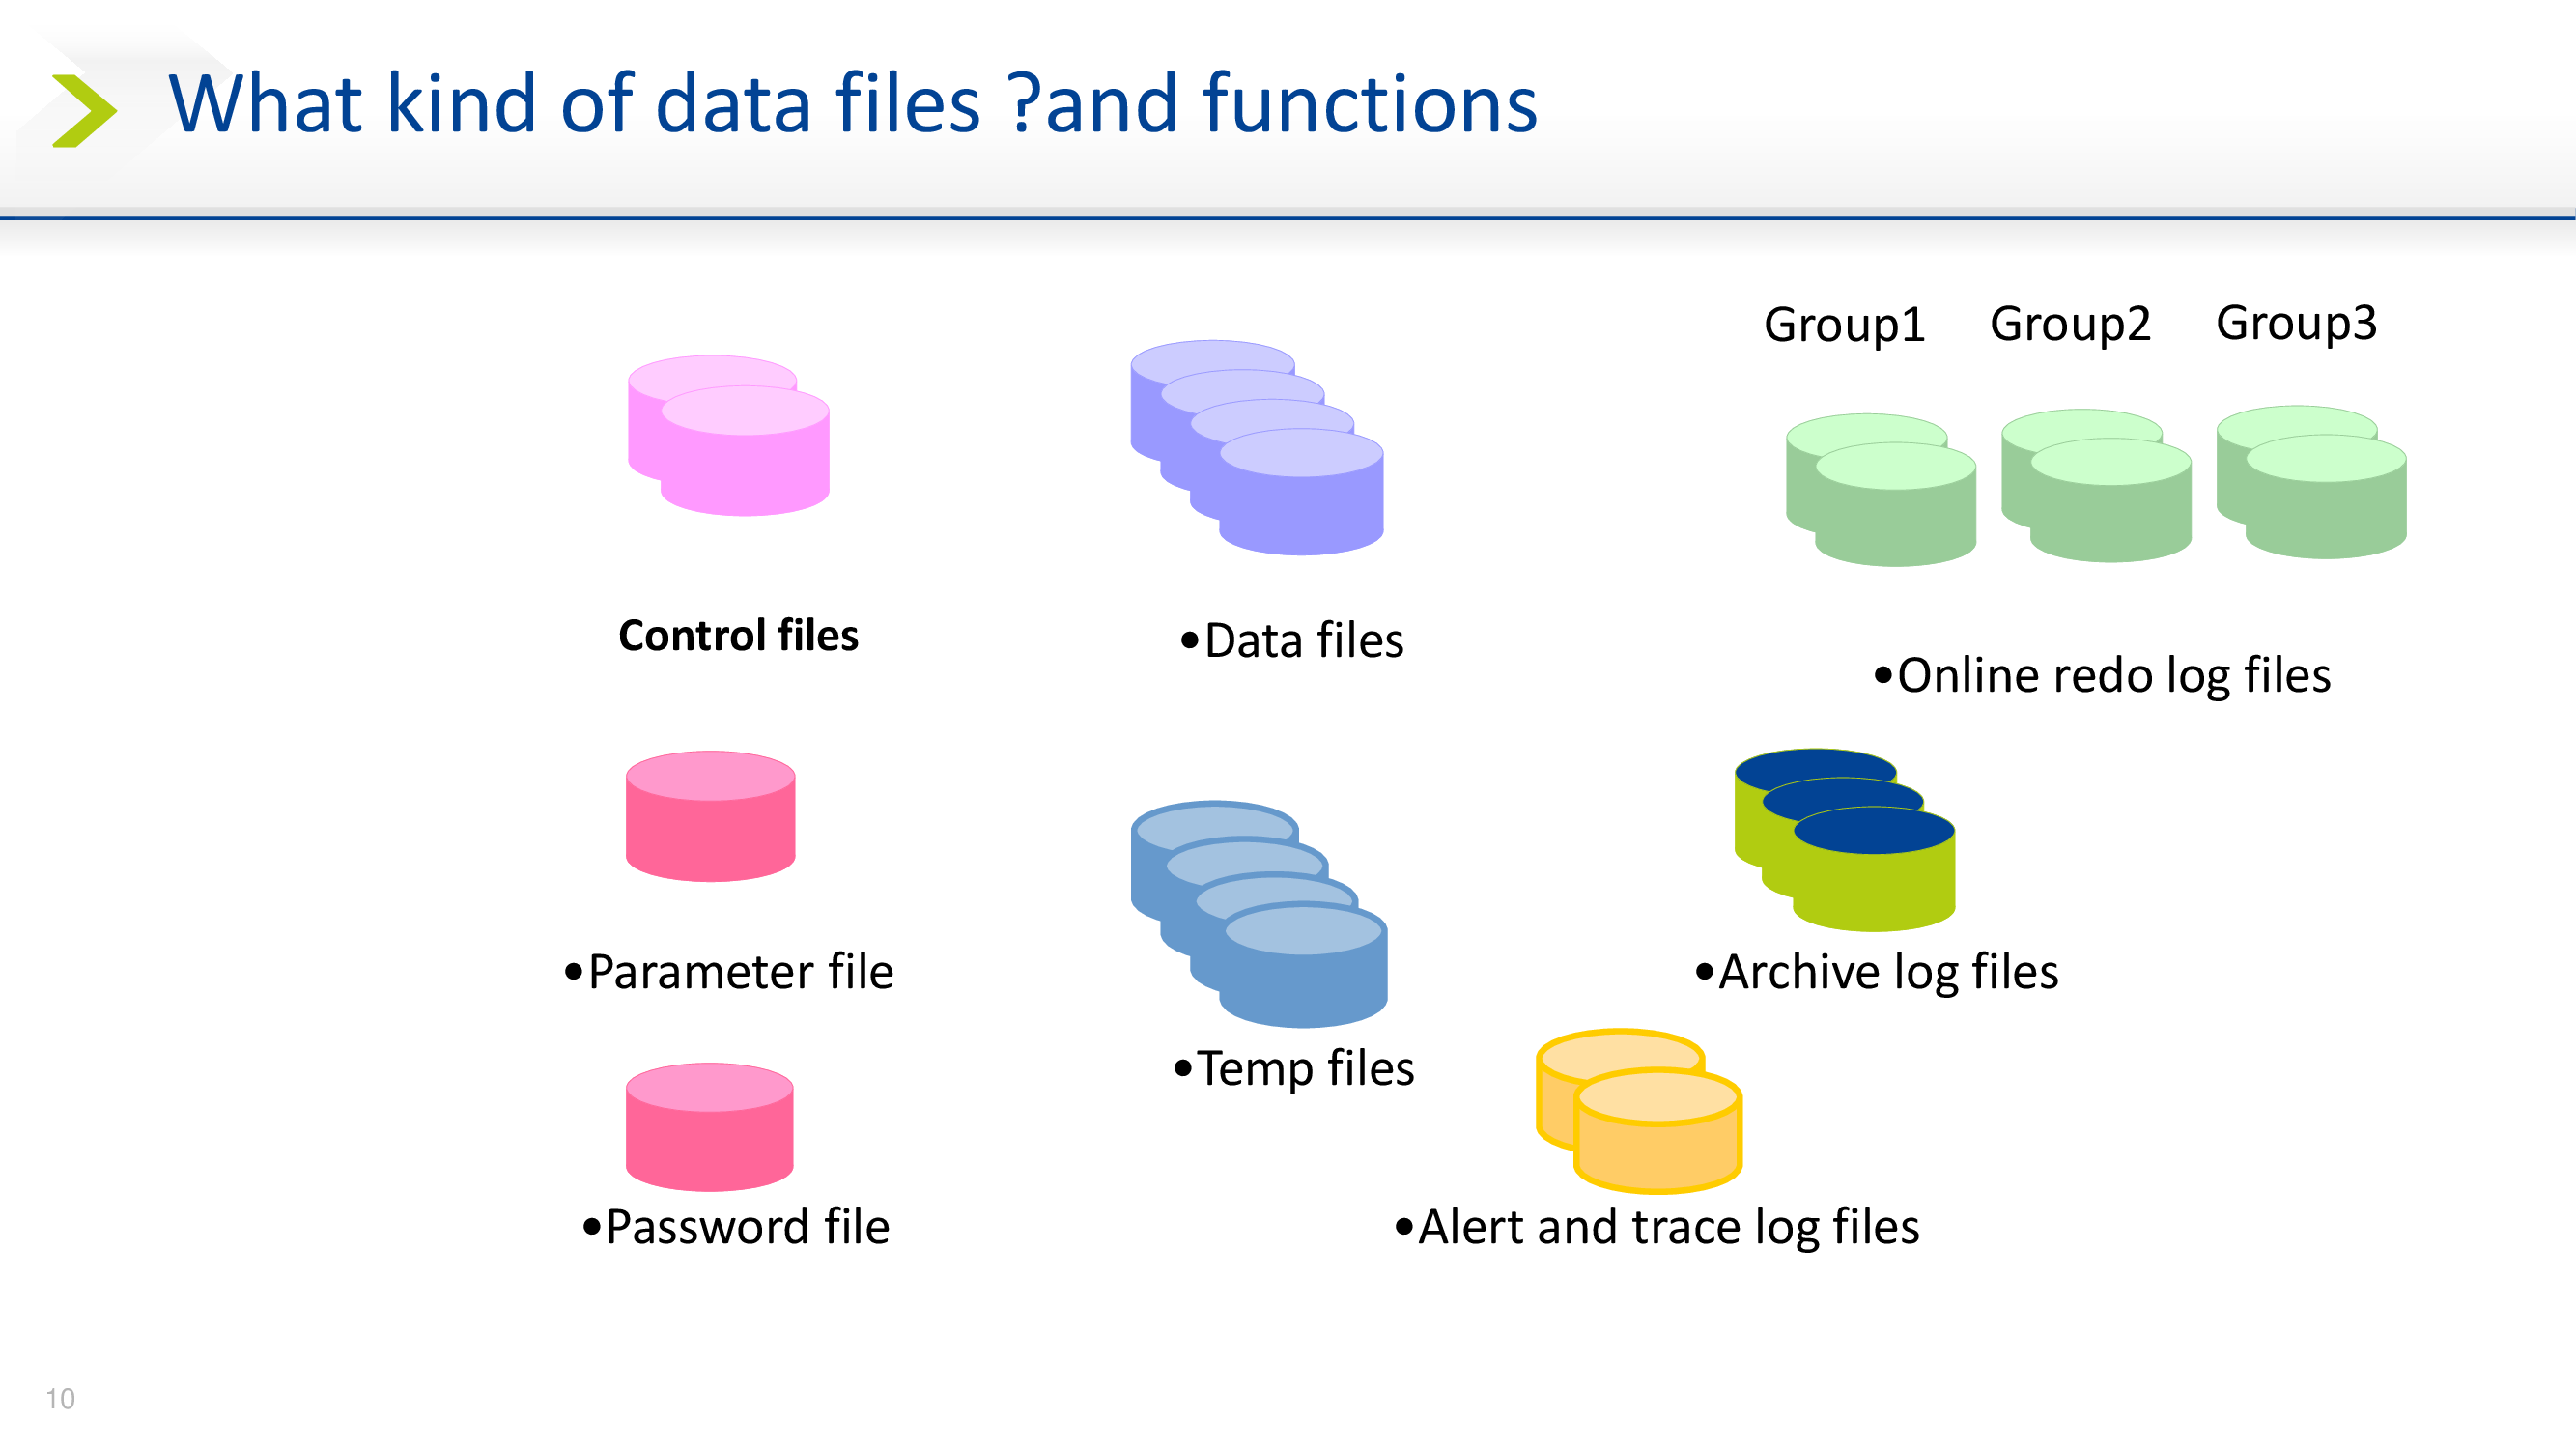 What kind of data files ?and functions
Group1 Group2 Group3
Control files
•Data files
•Online redo log files
•Parameter file
•Archive log files
•Temp files
•Password file
•Alert and trace log files
10